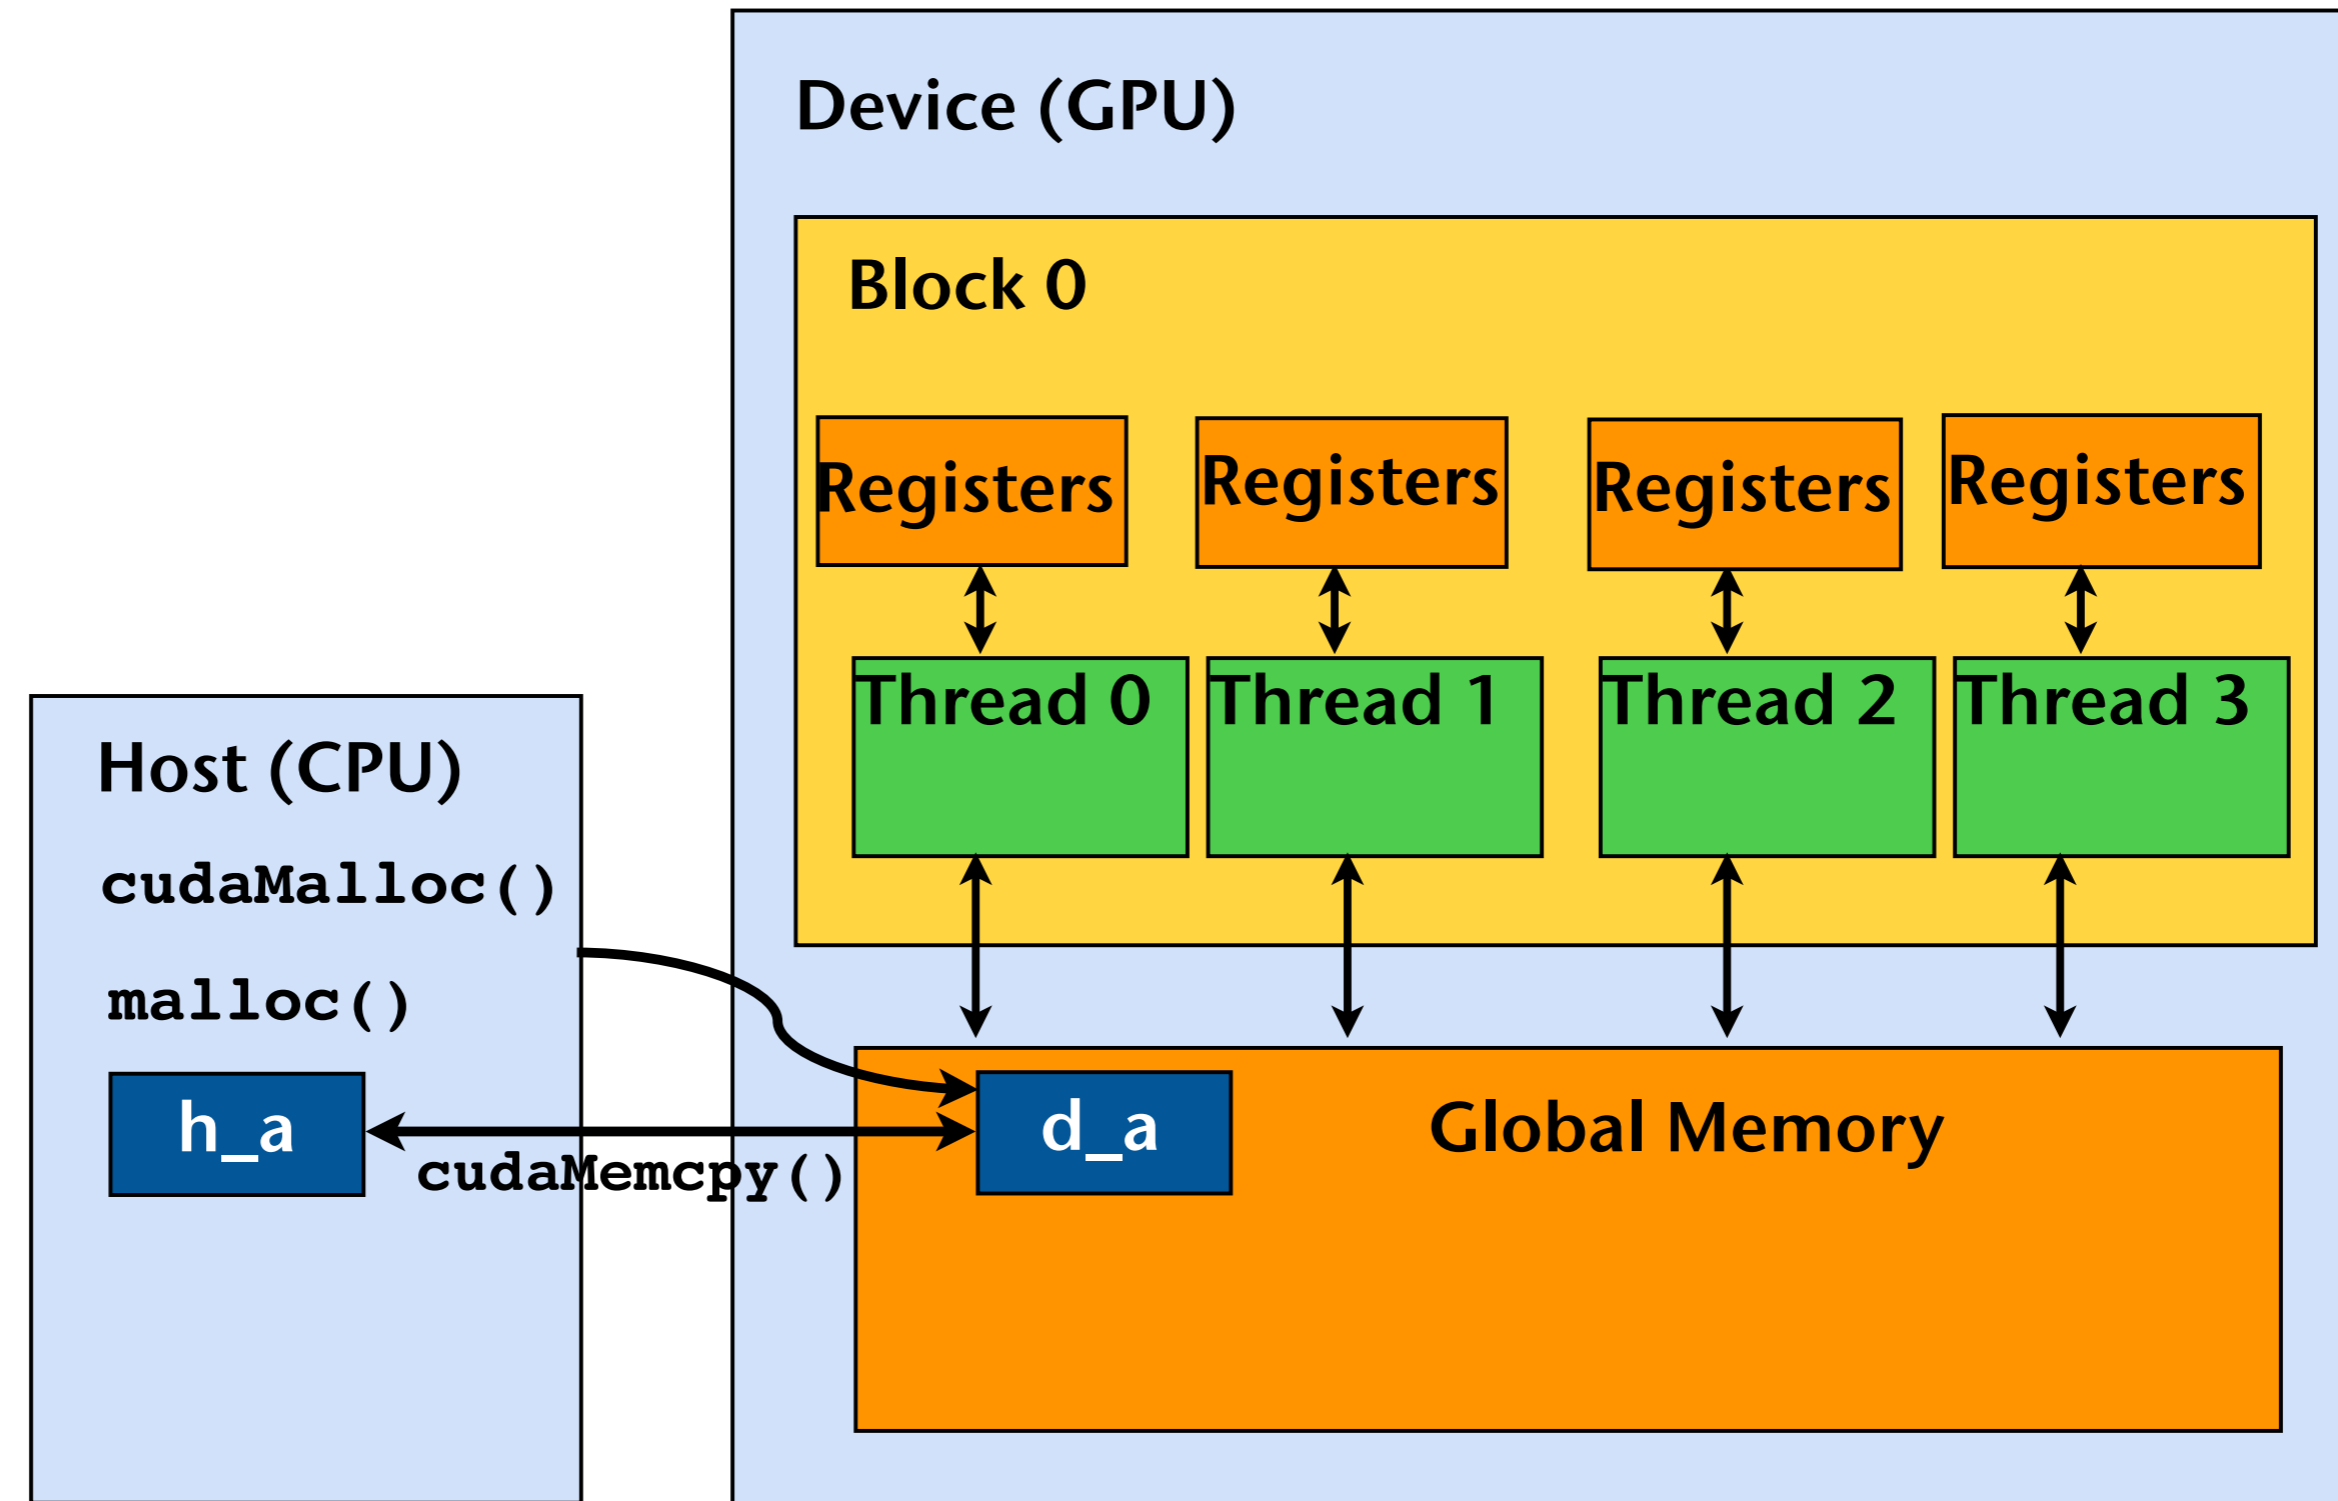 Device (GPU)
Block 0
Registers Registers Registers Registers
Thread 0 Thread 1 Thread 2 Thread 3
Host (CPU)
cudaMalloc()
malloc()
h_a
cudaMemcpy()
d_a
Global Memory